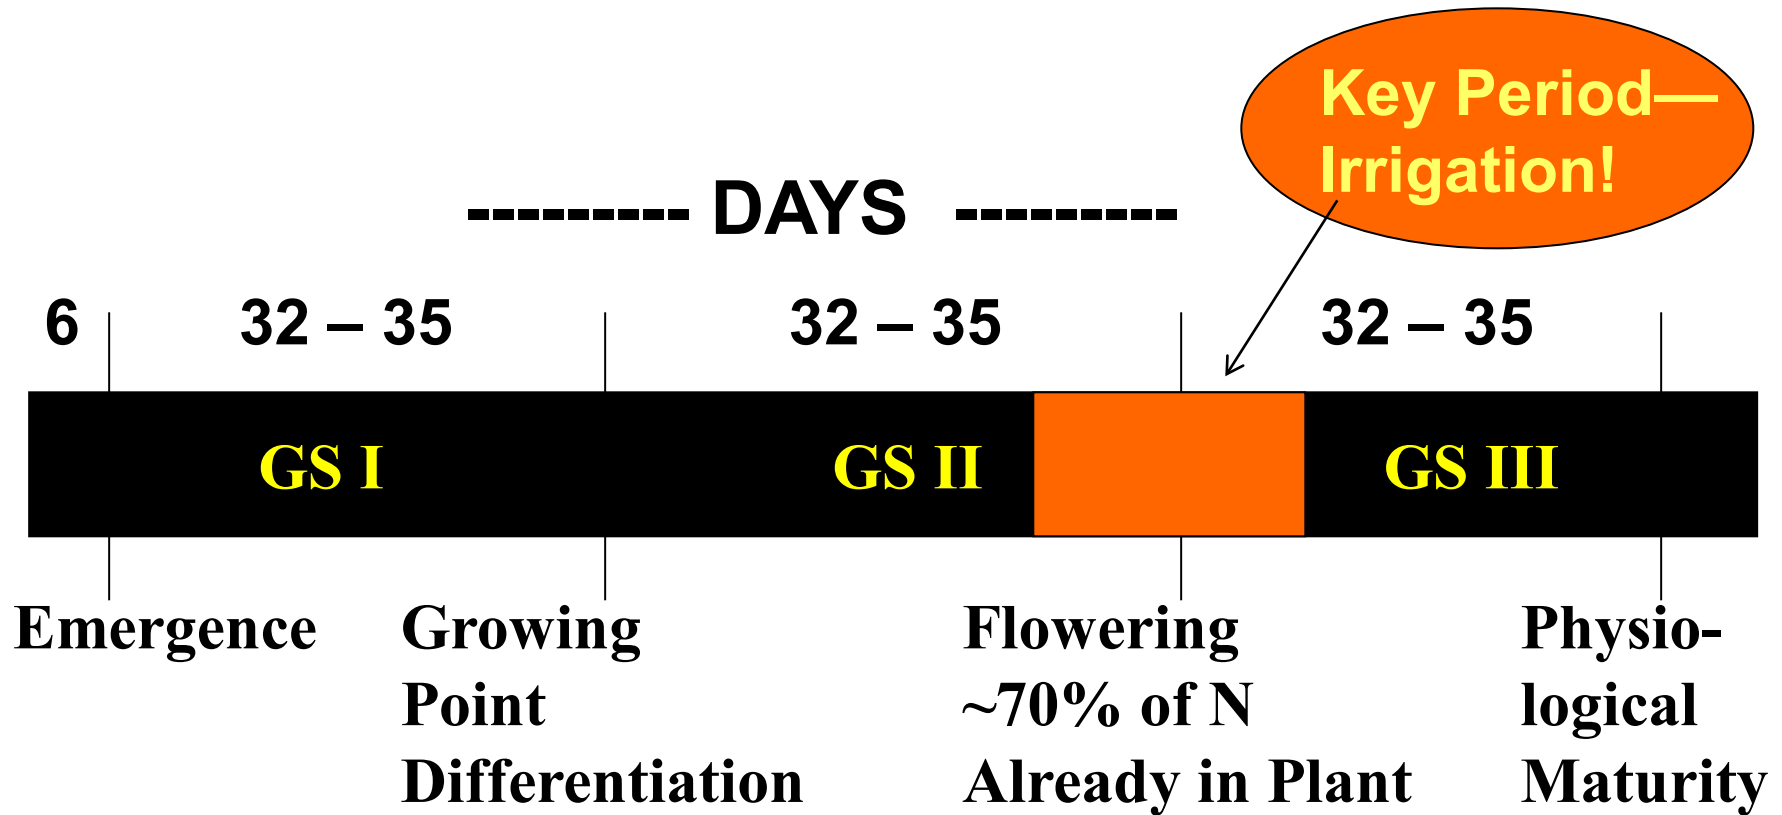 Key Period—
Irrigation!
--------- DAYS ---------
6 32 – 35 32 – 35 32 – 35
GS I GS II GS III
Emergence
Growing
Point
Differentiation
Flowering
~70% of N
Already in Plant
Physio-
logical
Maturity